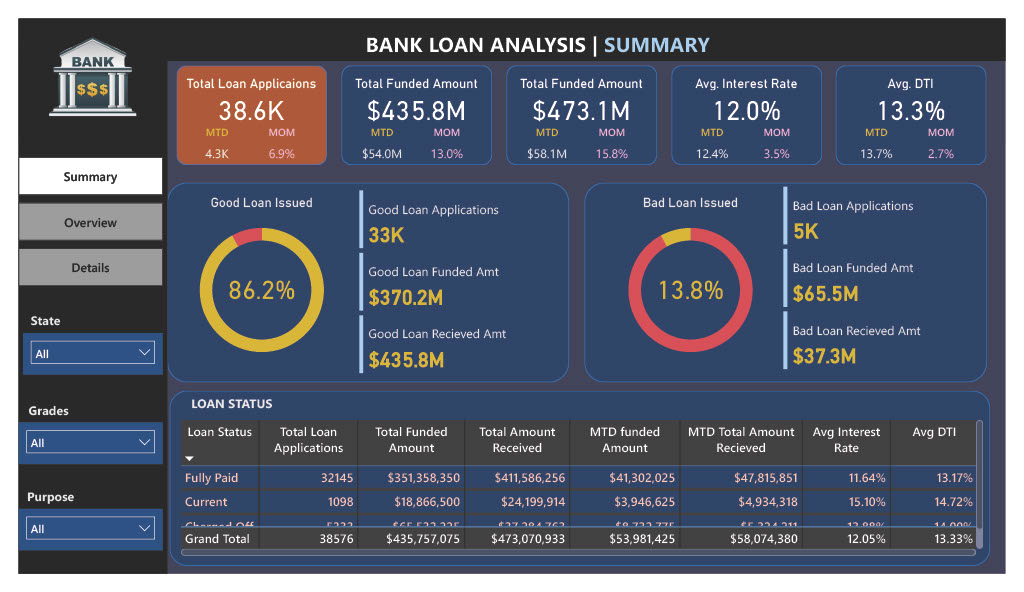 BANK LOAN ANALYSIS | SUMMARY
BANK
$$$
Summary
Overview
Details
State
All
Grades
All
Purpose
All
Total Loan Applicaions
38.6K
MTD MOM
4.3K 6.9%
Total Funded Amount
$435.8M
MTD MOM
$54.0M 13.0%
Total Funded Amount
$473.1M
MTD MOM
$58.1M 15.8%
Avg. Interest Rate
12.0%
MTD MOM
12.4% 3.5%
Avg. DTI
13.3%
MTD MOM
13.7% 2.7%
Good Loan Issued
86.2%
Good Loan Applications
33K
Good Loan Funded Amt
$370.2M
Good Loan Recieved Amt
$435.8M
Bad Loan Issued
13.8%
Bad Loan Applications
5K
Bad Loan Funded Amt
$65.5M
Bad Loan Recieved Amt
$37.3M
LOAN STATUS
Loan Status Total Loan Applications Total Funded Amount Total Amount Received MTD funded Amount MTD Total Amount Recieved Avg Interest Rate Avg DTI
Fully Paid 32145 $351,358,350 $411,586,256 $41,302,025 $47,815,851 11.64% 13.17%
Current 1098 $18,866,500 $24,199,914 $3,946,625 $4,934,318 15.10% 14.72%
Charged Off
Grand Total 38576 $435,757,075 $473,070,933 $53,981,425 $58,074,380 12.05% 13.33%